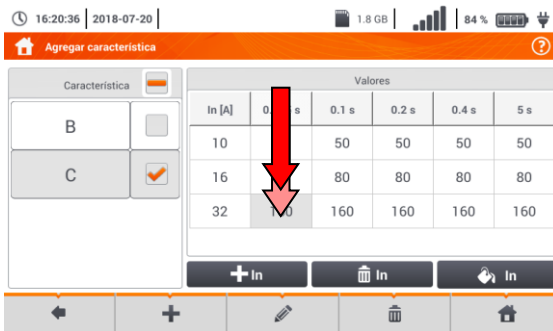 16:20:36 2018-07-20 1.8 GB 84 %
Agregar característica ?
Característica
B
C
Valores
In [A] 0.1 s 0.2 s 0.4 s 5 s
10 50 50 50 50
16 80 80 80 80
32 160 160 160 160
In In In